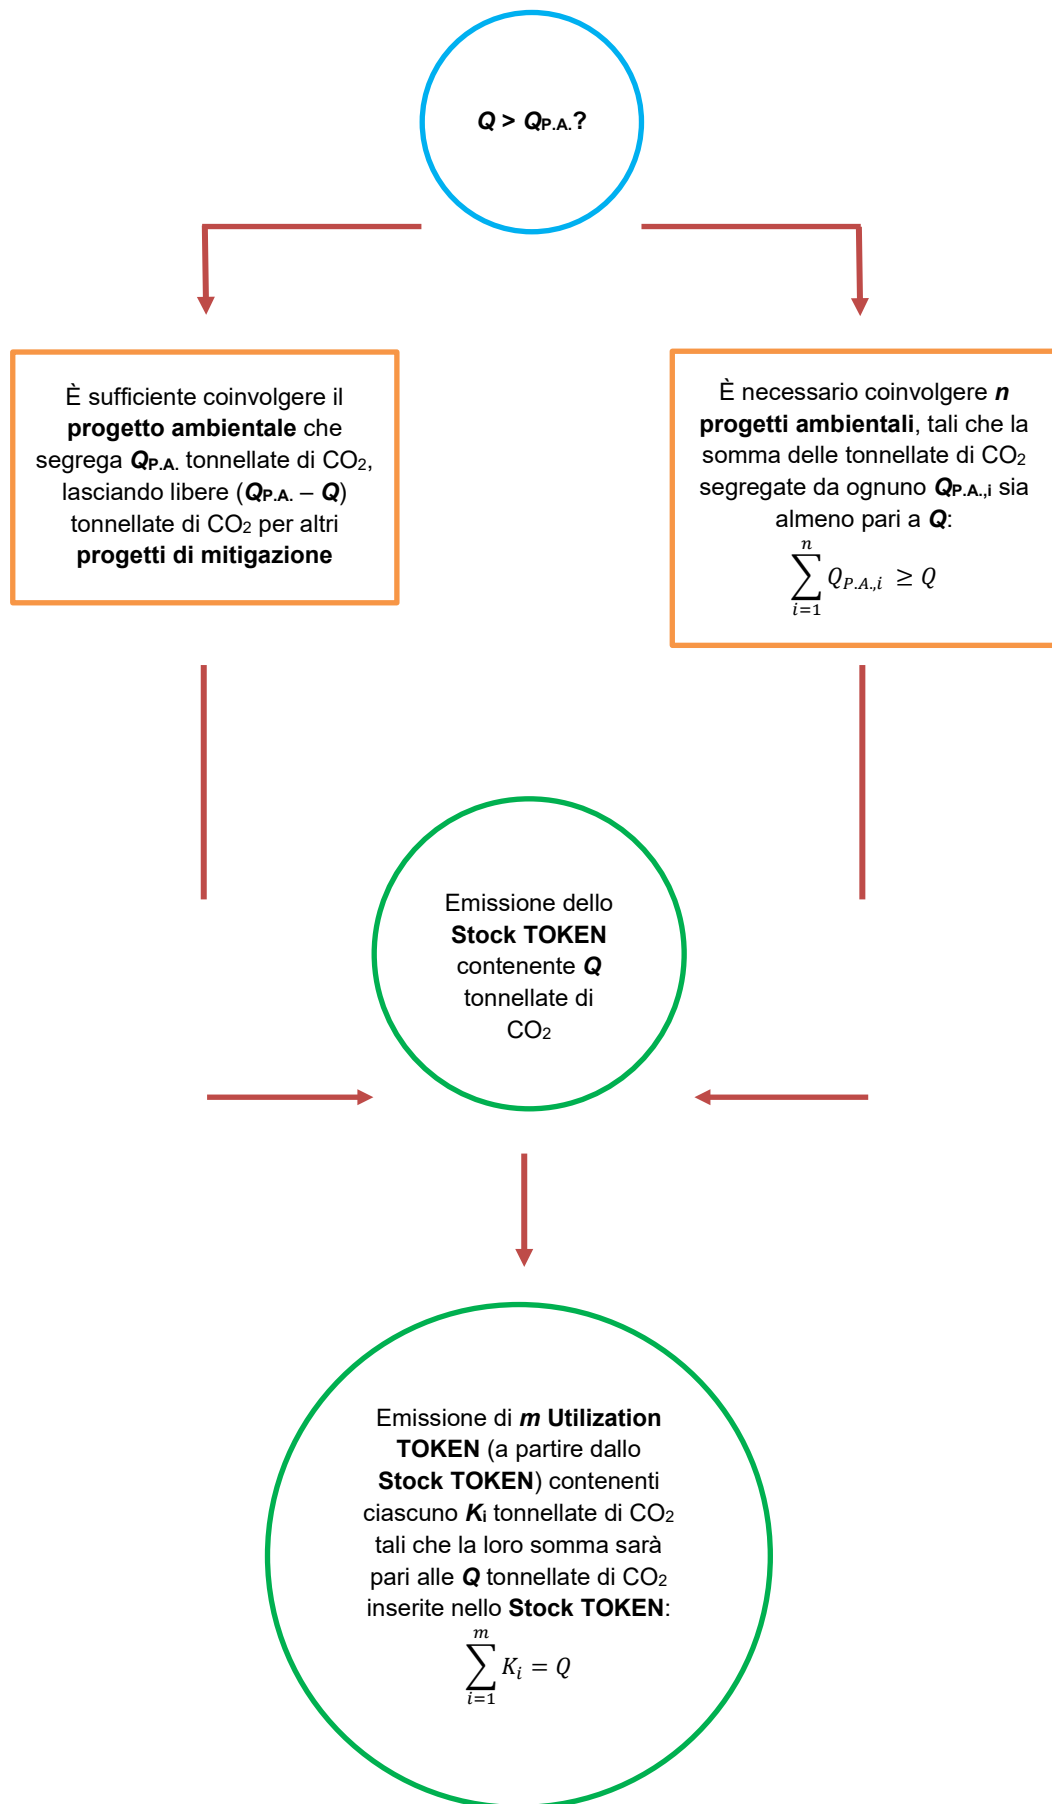 Q > QP.A.?
È sufficiente coinvolgere il
progetto ambientale che
segrega QP.A. tonnellate di CO2,
lasciando libere (QP.A. – Q)
tonnellate di CO2 per altri
progetti di mitigazione
È necessario coinvolgere n
progetti ambientali, tali che la
somma delle tonnellate di CO2
segregate da ognuno QP.A.,i sia
almeno pari a Q:
∑_{i=1}^{n} Q_{P.A.,i} ≥ Q
Emissione dello
Stock TOKEN
contenente Q
tonnellate di
CO2
Emissione di m Utilization
TOKEN (a partire dallo
Stock TOKEN) contenenti
ciascuno Ki tonnellate di CO2
tali che la loro somma sarà
pari alle Q tonnellate di CO2
inserite nello Stock TOKEN:
∑_{i=1}^{m} K_i = Q